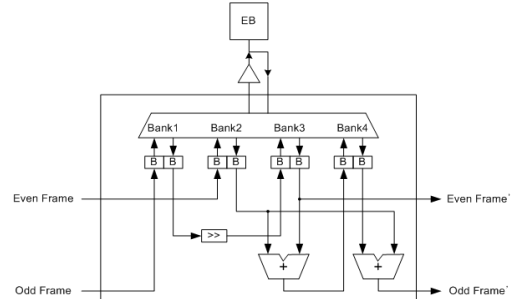 EB
Bank1 Bank2 Bank3 Bank4
B B B B B B B B
Even Frame Even Frame'
>>
+ +
Odd Frame Odd Frame'